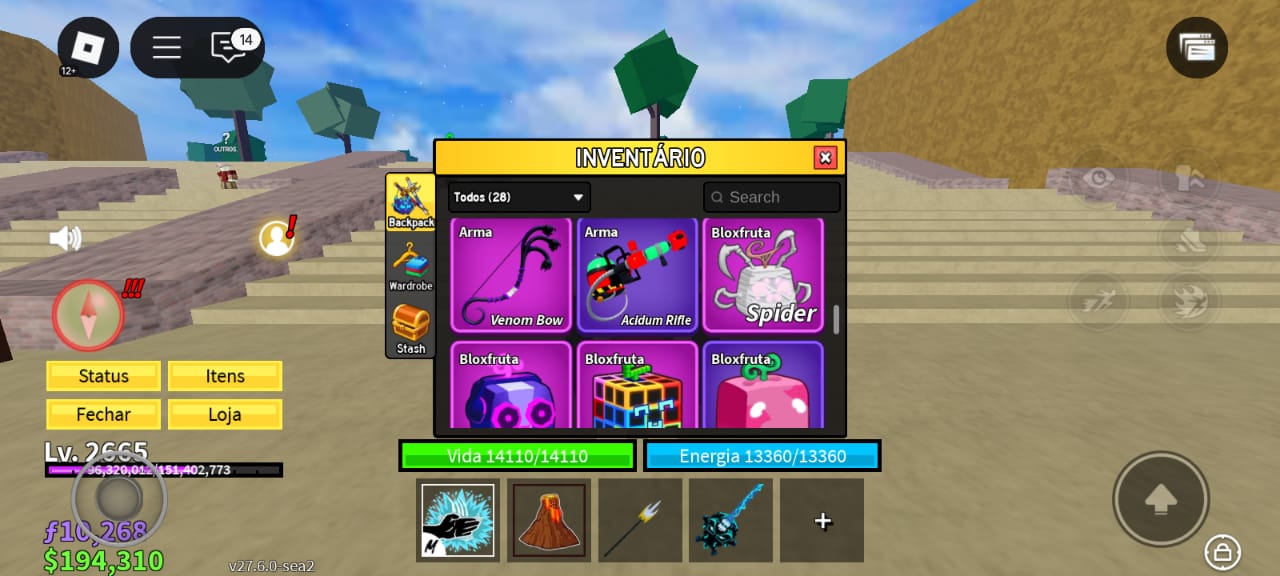 14
12+
?
OUTROS
INVENTÁRIO
Todos (28)
Search
Backpack
Wardrobe
Stash
Arma
Venom Bow
Arma
Acidum Rifle
Bloxfruta
Spider
Bloxfruta
Bloxfruta
Bloxfruta
!
!!!
Status
Itens
Fechar
Loja
Lv. 2665
96,320,012/151,402,773
ƒ10,268
$194,310
v27.6.0-sea2
Vida 14110/14110
Energia 13360/13360
M
+